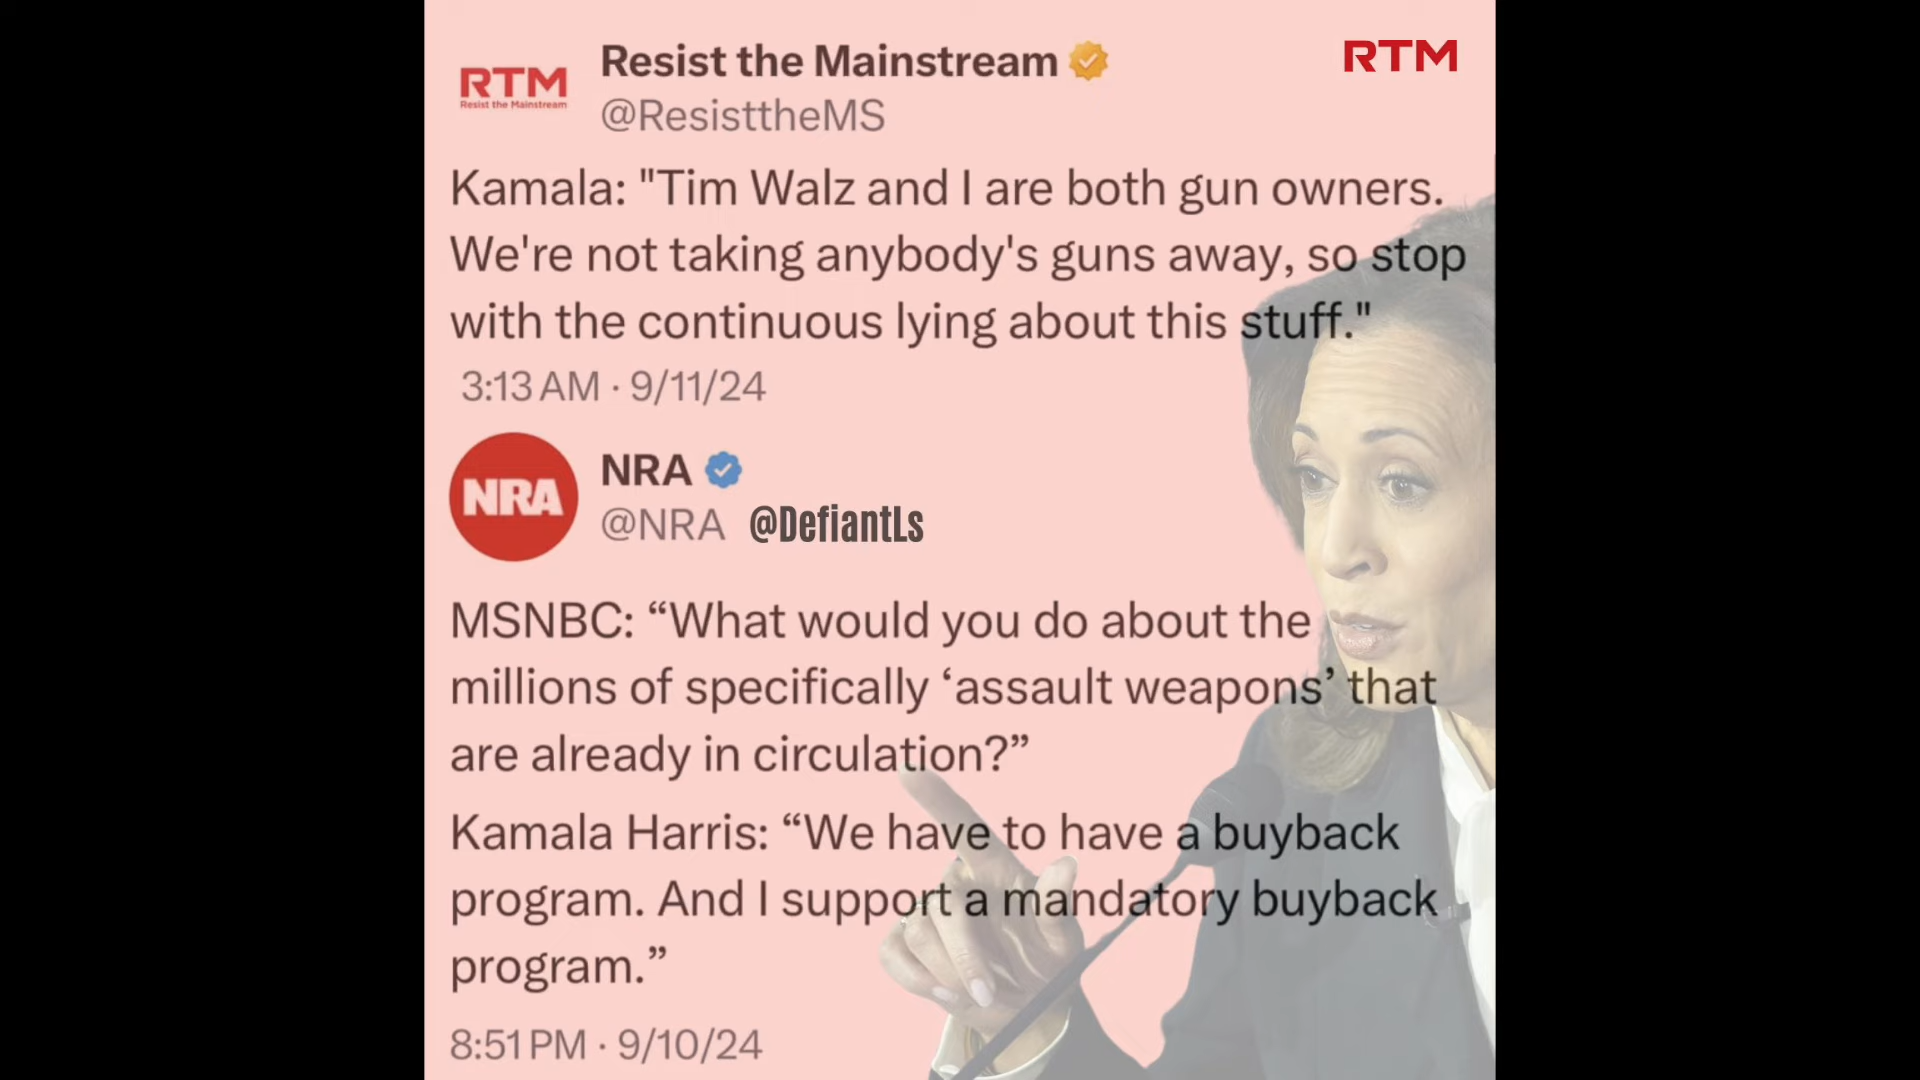 RTM
Resist the Mainstream
Resist the Mainstream
@ResisttheMS
RTM
Kamala: "Tim Walz and I are both gun owners.
We're not taking anybody's guns away, so stop
with the continuous lying about this stuff."
3:13 AM · 9/11/24
NRA
NRA
@NRA @DefiantLs
MSNBC: “What would you do about the
millions of specifically ‘assault weapons’ that
are already in circulation?”
Kamala Harris: “We have to have a buyback
program. And I support a mandatory buyback
program.”
8:51 PM · 9/10/24